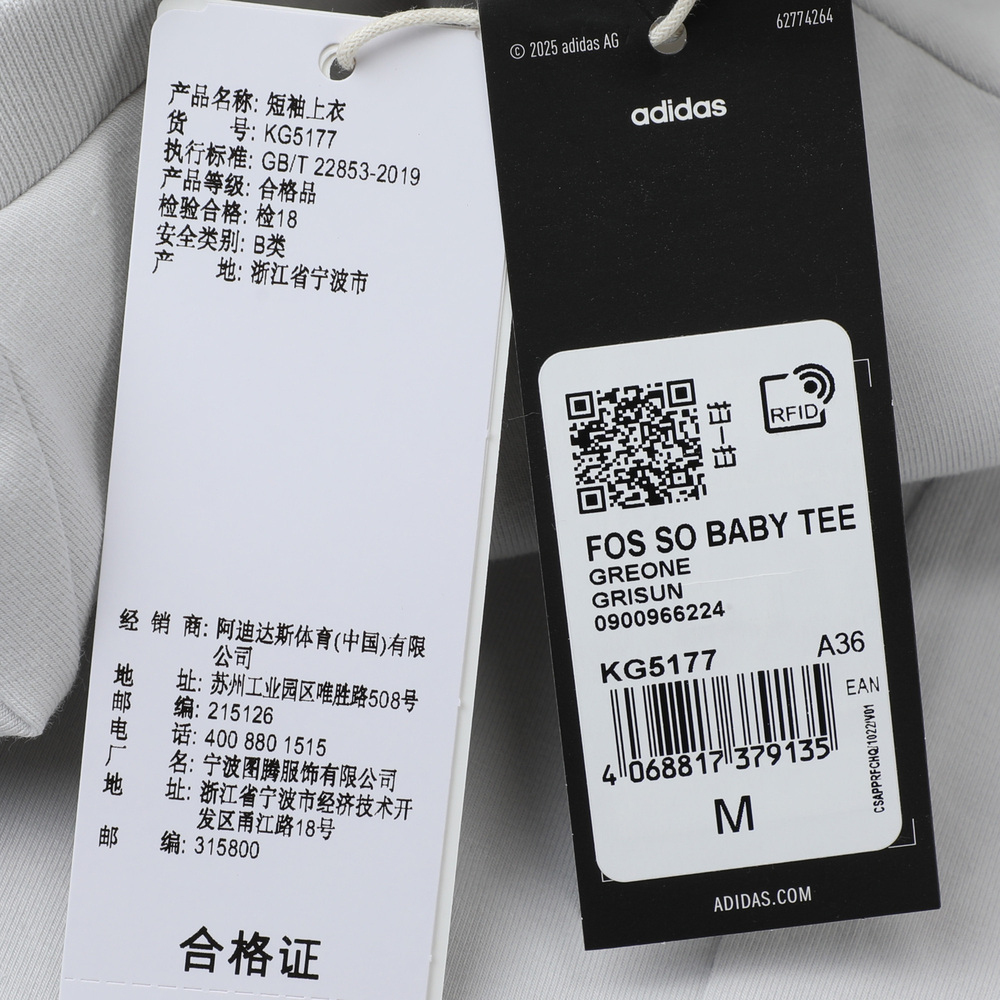 产品名称: 短袖上衣
货 号: KG5177
执行标准: GB/T 22853-2019
产品等级: 合格品
检验合格: 检18
安全类别: B类
产 地: 浙江省宁波市
经 销 商: 阿迪达斯体育(中国)有限
公司
地 址: 苏州工业园区唯胜路508号
邮 编: 215126
电 话: 400 880 1515
厂 名: 宁波图腾服饰有限公司
地 址: 浙江省宁波市经济技术开
发区甬江路18号
邮 编: 315800
合格证
© 2025 adidas AG
62774264
adidas
RFID
FOS SO BABY TEE
GREONE
GRISUN
0900966224
KG5177
A36
EAN
4 068817 379135
CSAPPRFCHQ/1022/V01
M
ADIDAS.COM